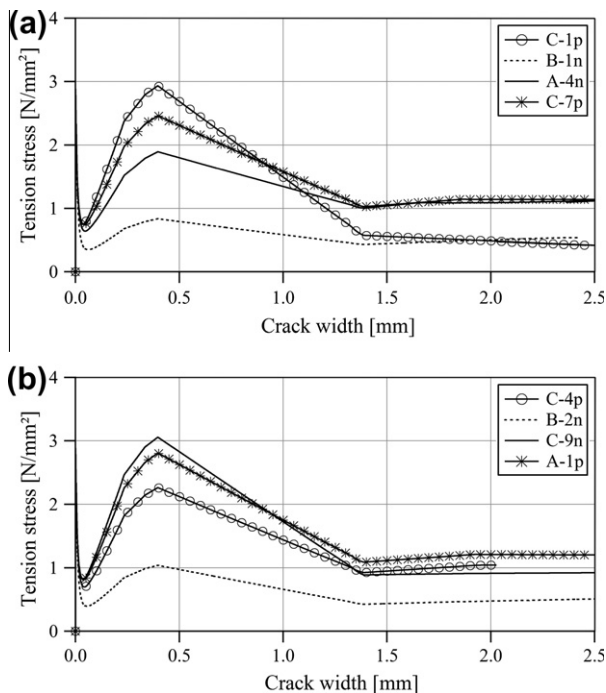 (a)
Tension stress [N/mm²]
4
3
2
1
0
C-1p
B-1n
A-4n
C-7p
0.0 0.5 1.0 1.5 2.0 2.5
Crack width [mm]
(b)
Tension stress [N/mm²]
4
3
2
1
0
C-4p
B-2n
C-9n
A-1p
0.0 0.5 1.0 1.5 2.0 2.5
Crack width [mm]